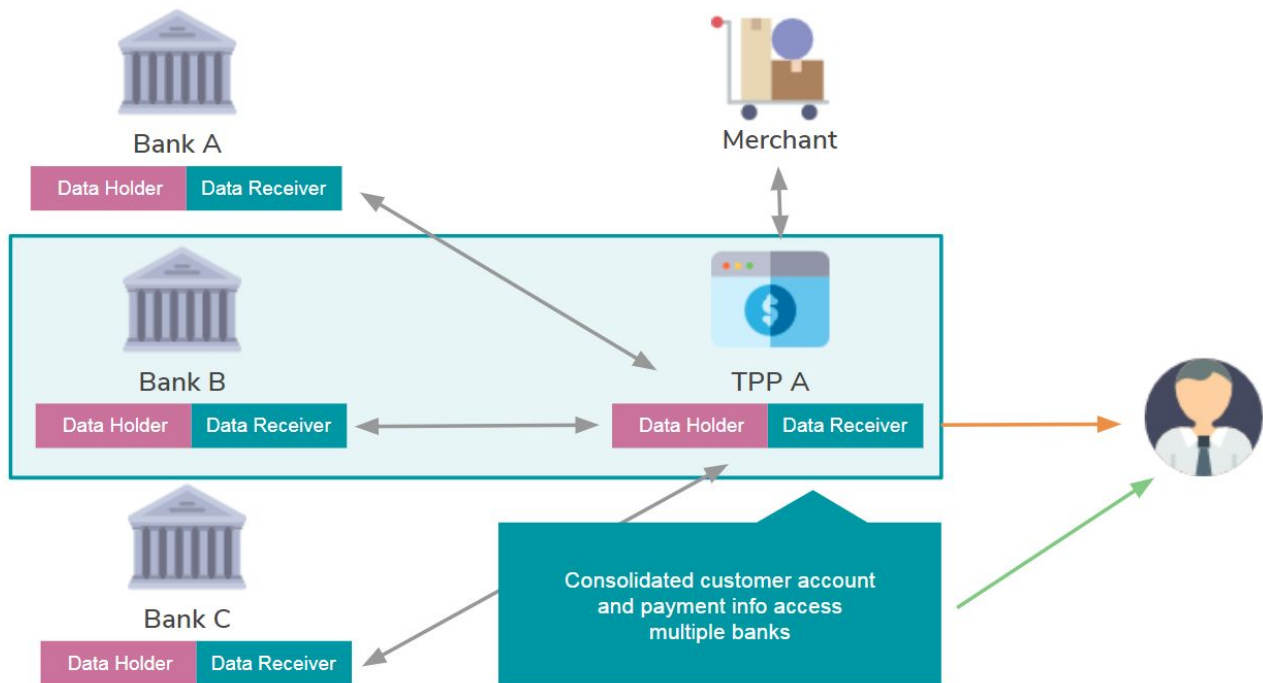 Bank A
Data Holder Data Receiver
Merchant
Bank B
Data Holder Data Receiver
TPP A
Data Holder Data Receiver
Consolidated customer account
and payment info access
multiple banks
Bank C
Data Holder Data Receiver